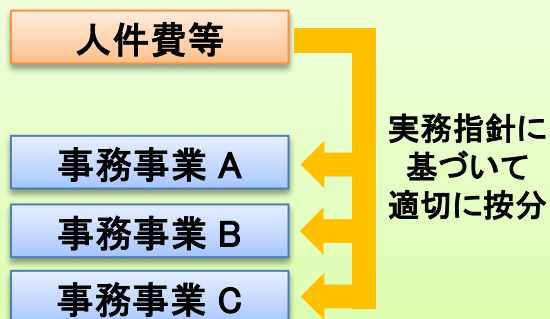 人件費等
実務指針に
基づいて
適切に按分
事務事業 A
事務事業 B
事務事業 C